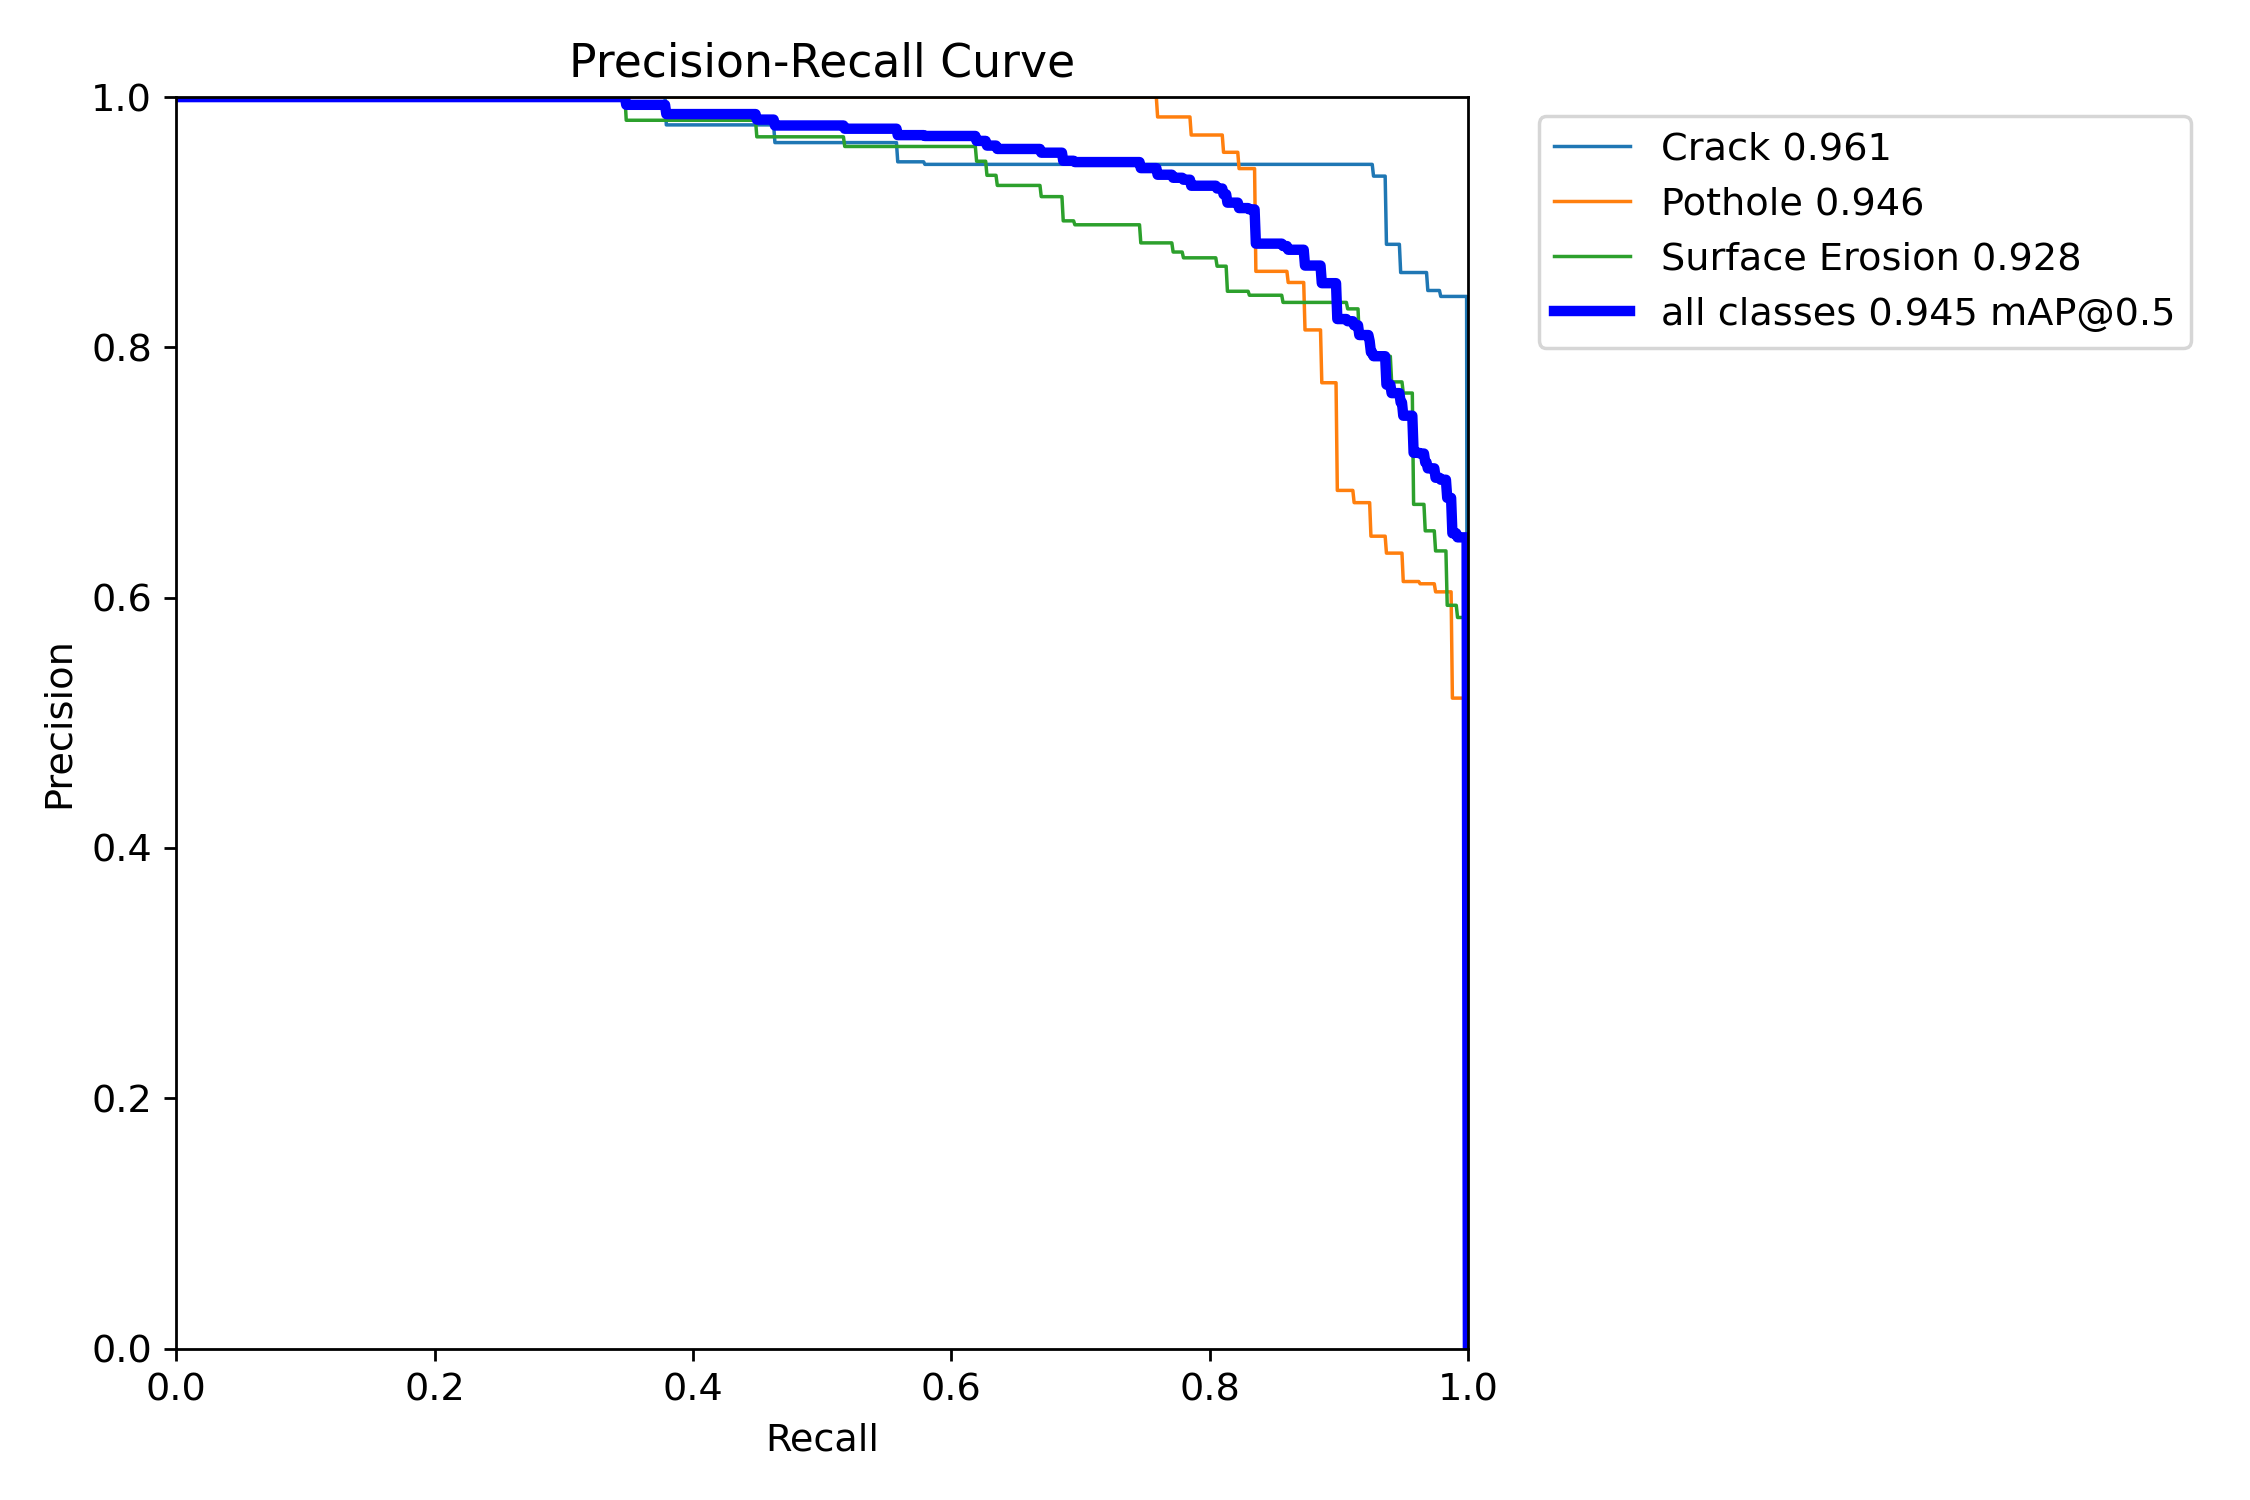 Precision-Recall Curve
1.0
0.8
0.6
0.4
0.2
0.0
Precision
0.0 0.2 0.4 0.6 0.8 1.0
Recall
Crack 0.961
Pothole 0.946
Surface Erosion 0.928
all classes 0.945 mAP@0.5